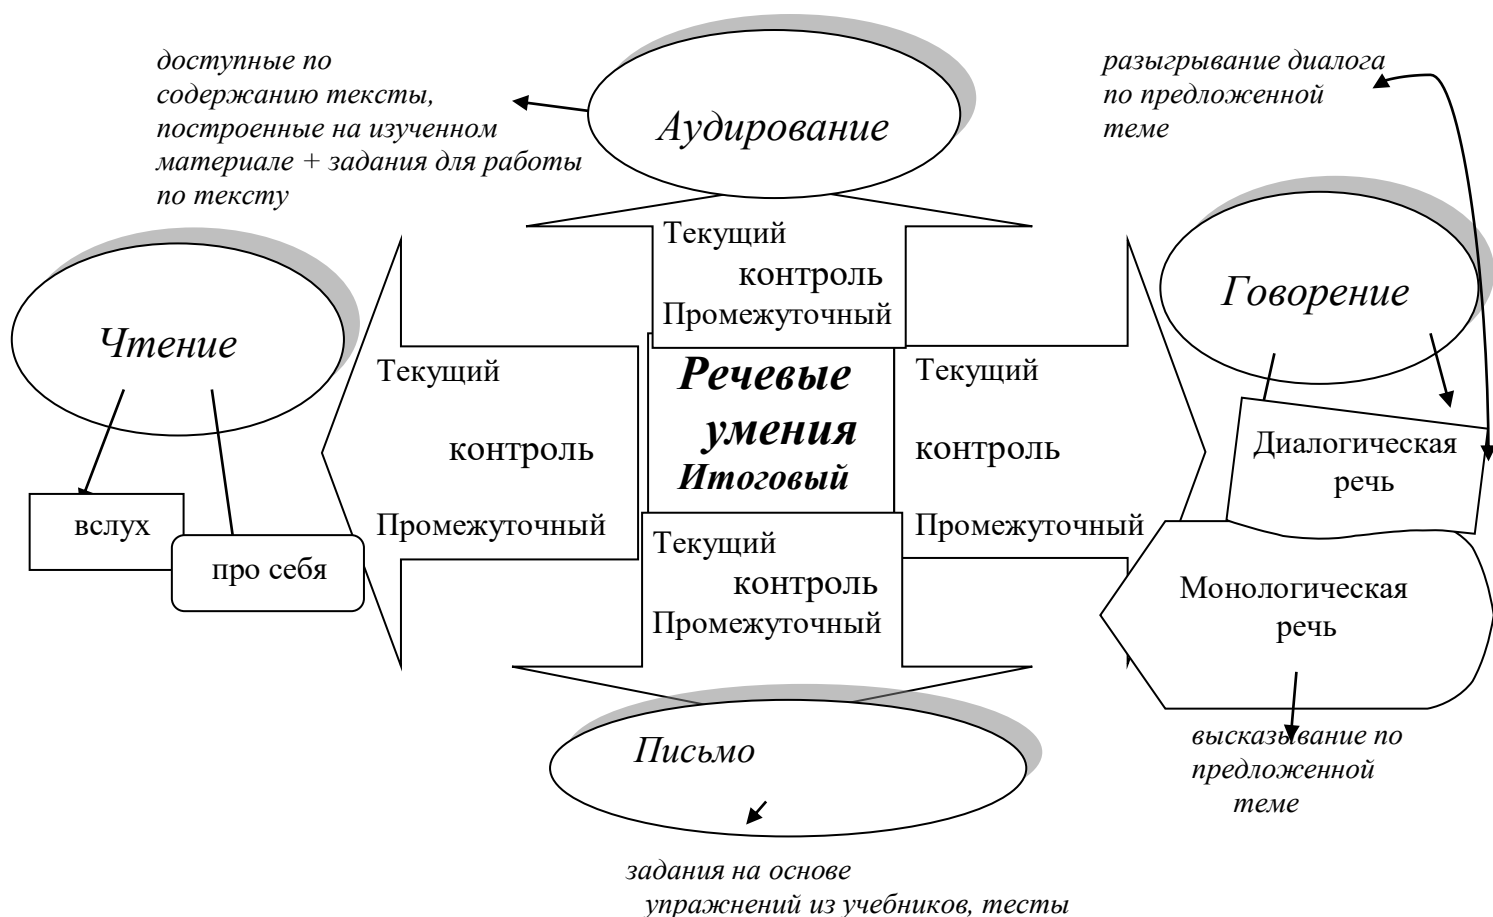 доступные по
содержанию тексты,
построенные на изученном
материале + задания для работы
по тексту
Аудирование
разыгрывание диалога
по предложенной
теме
Текущий
контроль
Промежуточный
Чтение
Говорение
Текущий
контроль
Промежуточный
Речевые
умения
Итоговый
Текущий
контроль
Промежуточный
Диалогическая
речь
вслух
про себя
Текущий
контроль
Промежуточный
Монологическая
речь
Письмо
высказывание по
предложенной
теме
задания на основе
упражнений из учебников, тесты